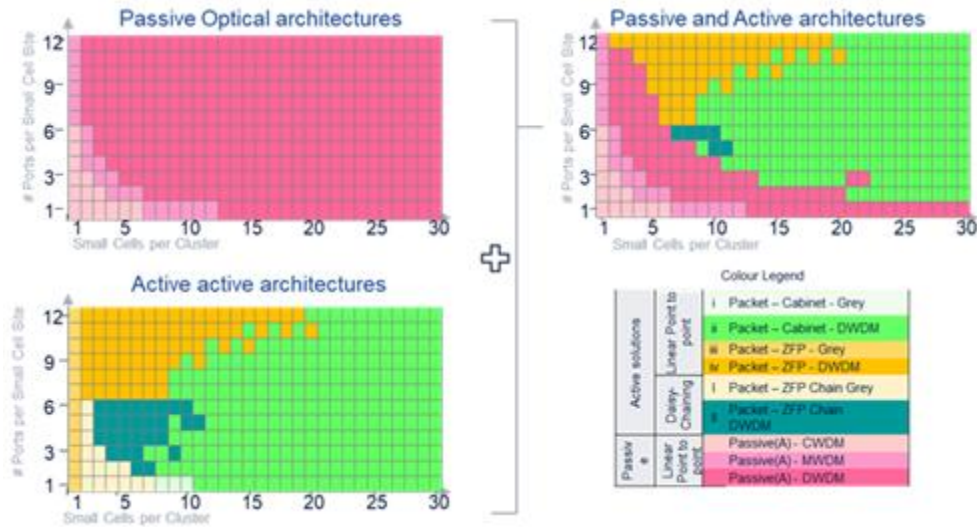 Passive Optical architectures
# Ports per Small Cell Site
12
9
6
3
1
1 5 10 15 20 25 30
Small Cells per Cluster
Passive and Active architectures
# Ports per Small Cell Site
12
9
6
3
1
1 5 10 15 20 25 30
Small Cells per Cluster
Active active architectures
# Ports per Small Cell Site
12
9
6
3
1
1 5 10 15 20 25 30
Small Cells per Cluster
Colour Legend
Active solutions
Linear Point to
point
i Packet – Cabinet - Grey
ii Packet – Cabinet - DWDM
iii Packet – ZFP - Grey
iv Packet – ZFP - DWDM
Daisy-
Chaining
i Packet – ZFP Chain Grey
ii Packet – ZFP Chain
DWDM
Passiv
e
Linear
Point to
point
Passive(A) - CWDM
Passive(A) - MWDM
Passive(A) - DWDM